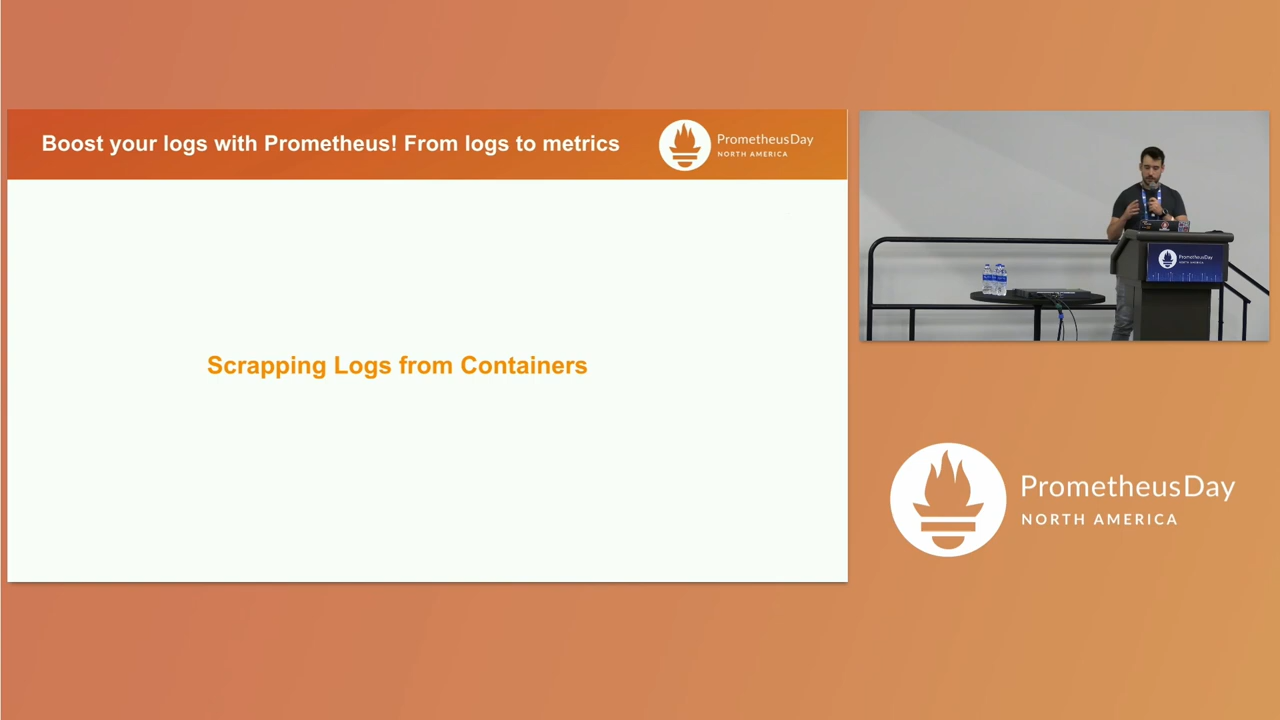 Boost your logs with Prometheus! From logs to metrics
PrometheusDay
NORTH AMERICA
Scrapping Logs from Containers
PrometheusDay
NORTH AMERICA
PrometheusDay
NORTH AMERICA